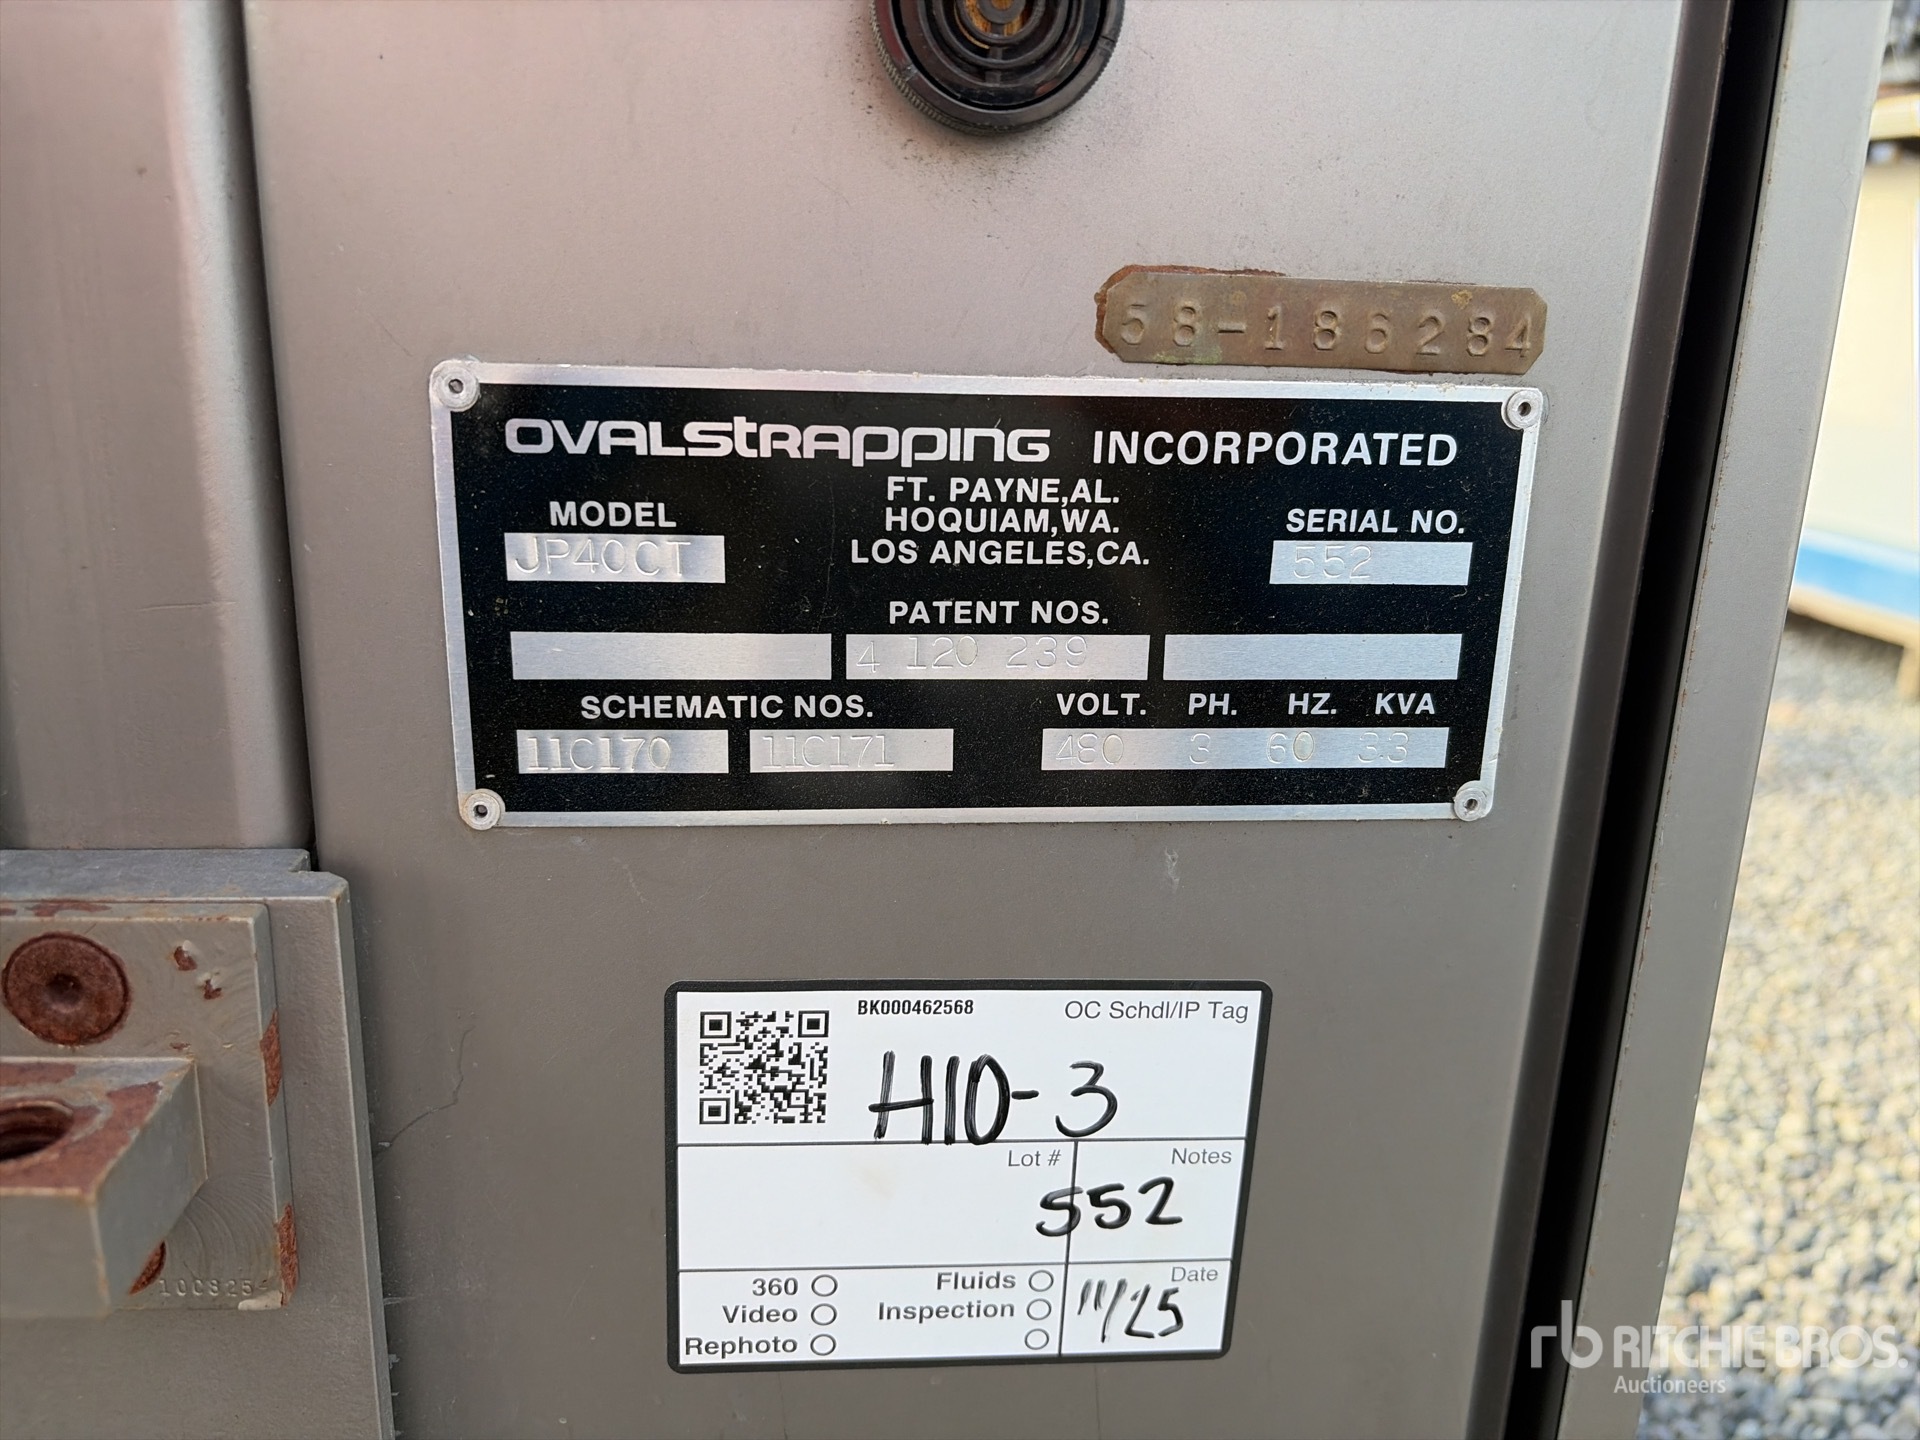 58-186284
OVALSTRAPPING INCORPORATED
FT. PAYNE,AL.
HOQUIAM,WA.
LOS ANGELES,CA.
MODEL
JP40CT
SERIAL NO.
552
PATENT NOS.
4 120 239
SCHEMATIC NOS.
11C170 11C171
VOLT. PH. HZ. KVA
480 3 60 33
BK000462568
OC Schdl/IP Tag
H10-3
Lot #
Notes
552
360
Video
Rephoto
Fluids
Inspection
Date
11/25
rb RITCHIE BROS.
Auctioneers